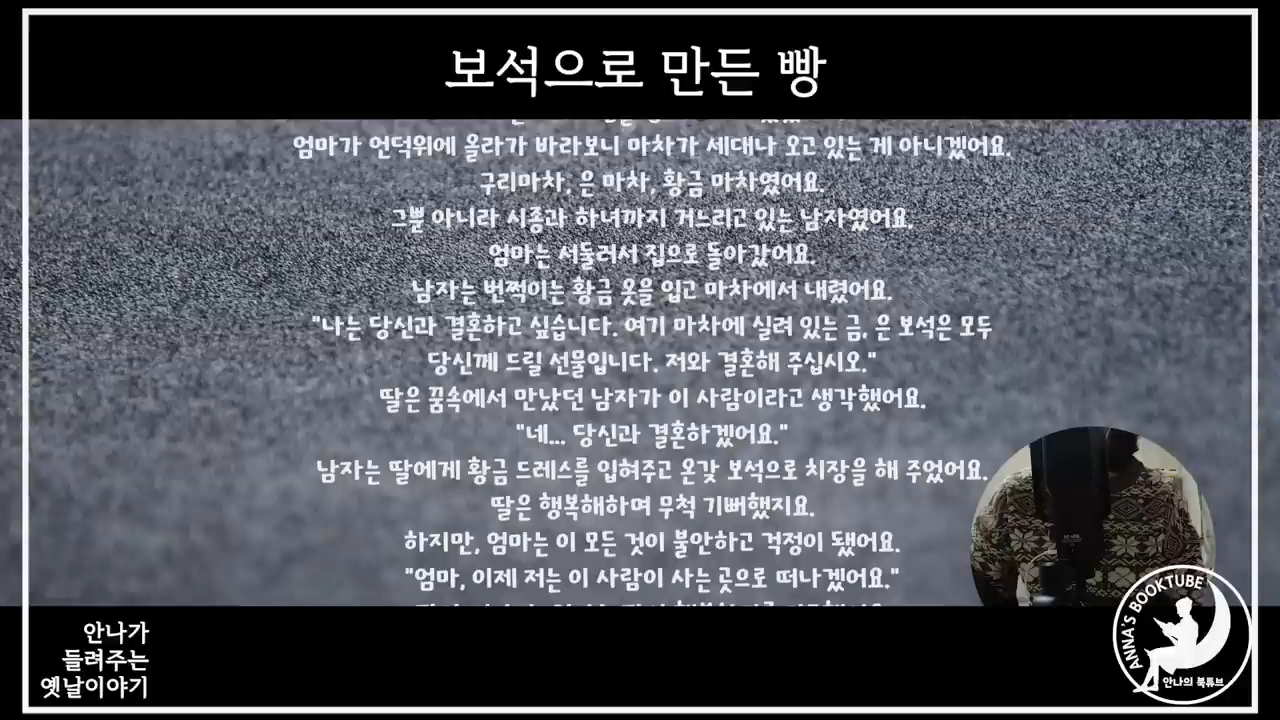 보석으로 만든 빵
엄마가 언덕위에 올라가 바라보니 마차가 세대나 오고 있는 게 아니겠어요.
구리마차, 은 마차, 황금 마차였어요.
그뿐 아니라 시종과 하녀까지 거느리고 있는 남자였어요.
엄마는 서둘러서 집으로 돌아갔어요.
남자는 번쩍이는 황금 옷을 입고 마차에서 내렸어요.
"나는 당신과 결혼하고 싶습니다. 여기 마차에 실려 있는 금, 은 보석은 모두
당신께 드릴 선물입니다. 저와 결혼해 주십시오."
딸은 꿈속에서 만났던 남자가 이 사람이라고 생각했어요.
"네... 당신과 결혼하겠어요."
남자는 딸에게 황금 드레스를 입혀주고 온갖 보석으로 치장을 해 주었어요.
딸은 행복해하며 무척 기뻐했지요.
하지만, 엄마는 이 모든 것이 불안하고 걱정이 됐어요.
"엄마, 이제 저는 이 사람이 사는 곳으로 떠나겠어요."
안나가
들려주는
옛날이야기
ANNA'S BOOKTUBE
안나의 북튜브